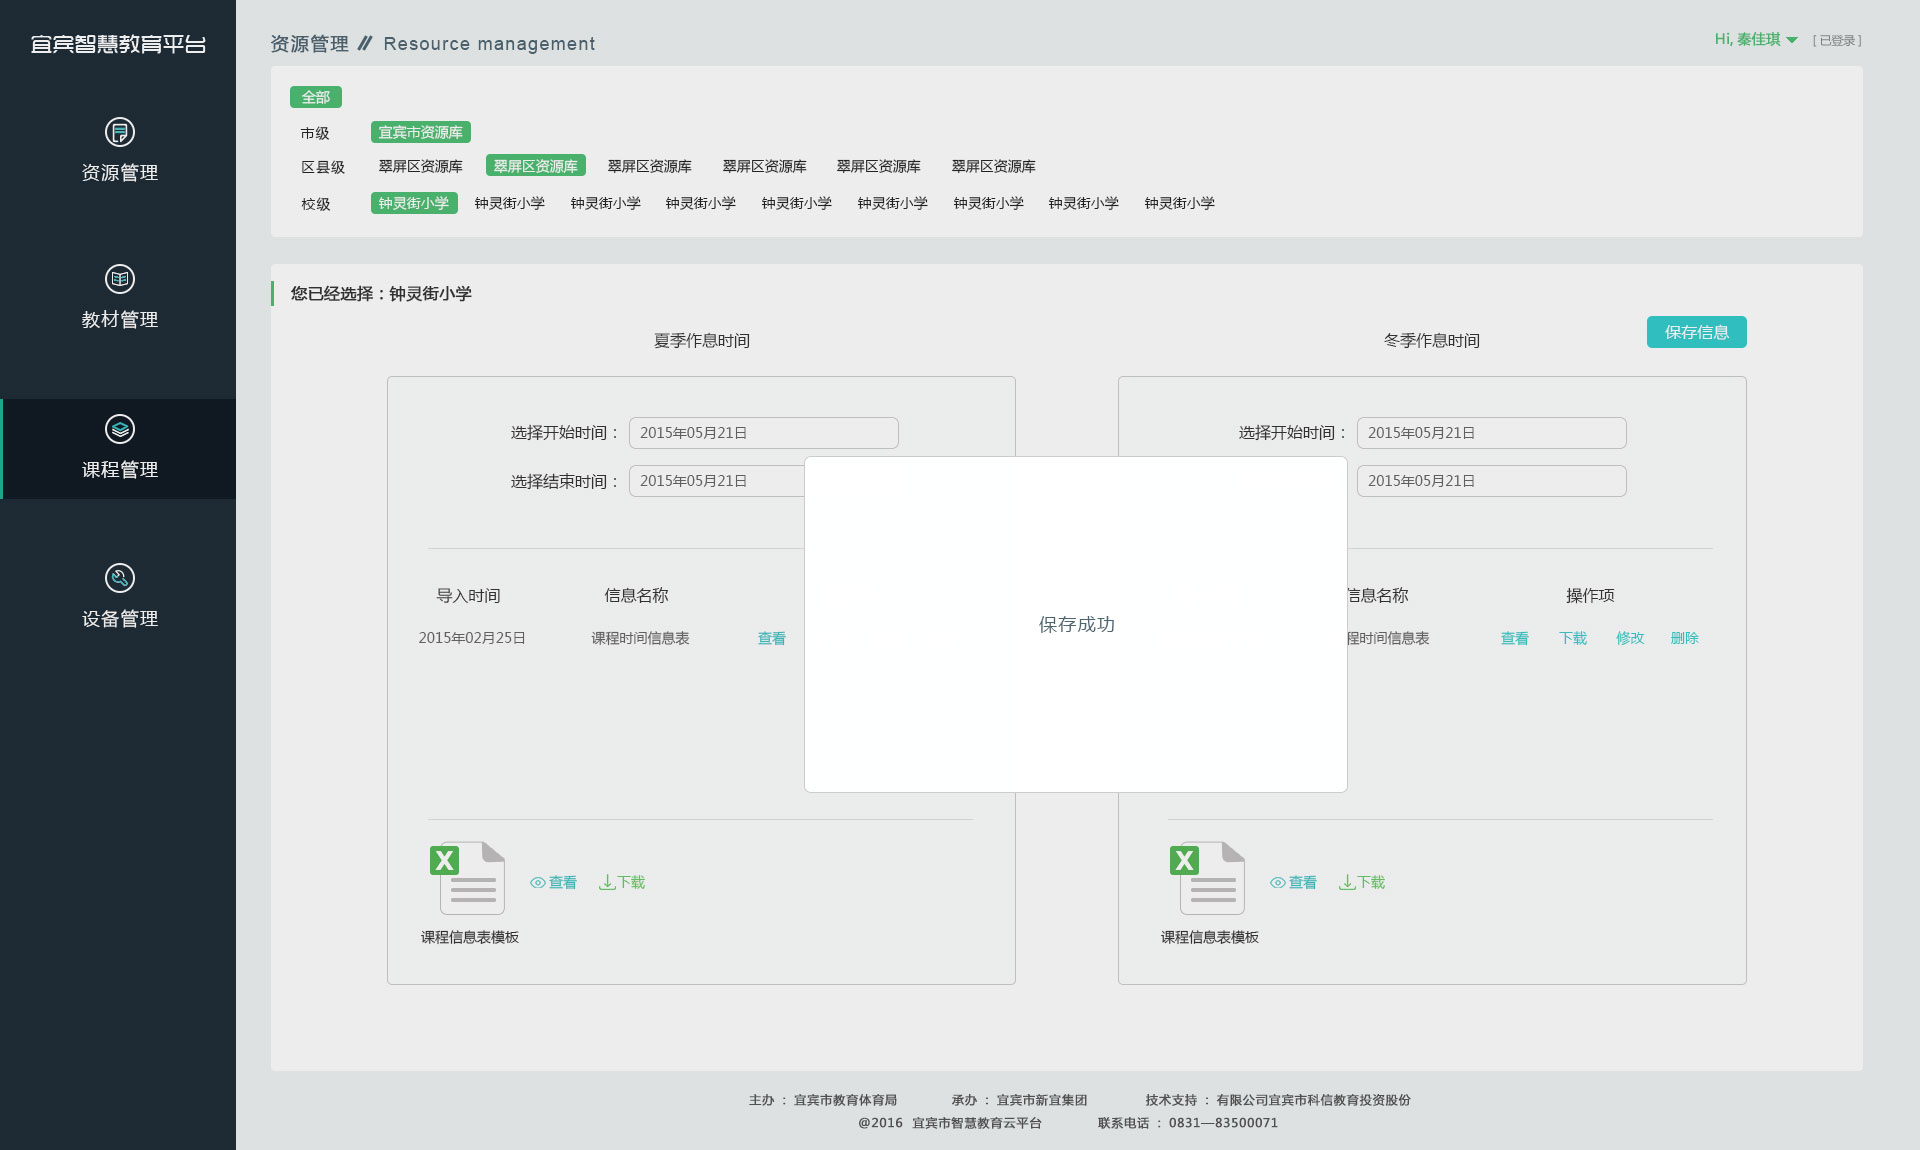 宜宾智慧教育平台
资源管理
教材管理
课程管理
设备管理
资源管理 // Resource management
Hi, 秦佳琪 [ 已登录 ]
全部
市级 宜宾市资源库
区县级 翠屏区资源库 翠屏区资源库 翠屏区资源库 翠屏区资源库 翠屏区资源库 翠屏区资源库
校级 钟灵街小学 钟灵街小学 钟灵街小学 钟灵街小学 钟灵街小学 钟灵街小学 钟灵街小学 钟灵街小学 钟灵街小学
您已经选择：钟灵街小学
夏季作息时间 冬季作息时间 保存信息
选择开始时间： 2015年05月21日 选择开始时间： 2015年05月21日
选择结束时间： 2015年05月21日 2015年05月21日
导入时间 信息名称 信息名称 操作项
2015年02月25日 课程时间信息表 查看 程时间信息表 查看 下载 修改 删除
保存成功
X 查看 下载 X 查看 下载
课程信息表模板 课程信息表模板
主办 ： 宜宾市教育体育局 承办 ： 宜宾市新宜集团 技术支持 ： 有限公司宜宾市科信教育投资股份
@2016 宜宾市智慧教育云平台 联系电话 ： 0831—83500071